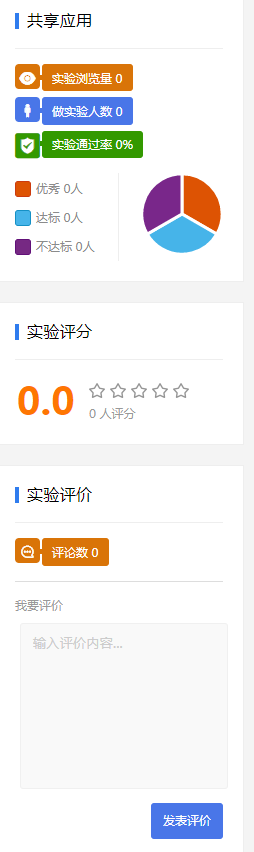 共享应用
实验浏览量 0
做实验人数 0
实验通过率 0%
优秀 0人
达标 0人
不达标 0人
实验评分
0.0
0 人评分
实验评价
评论数 0
我要评价
输入评价内容...
发表评价